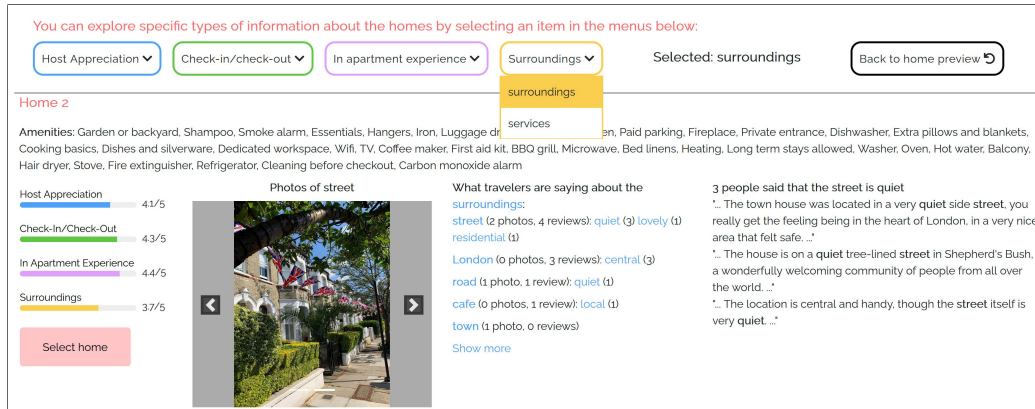 You can explore specific types of information about the homes by selecting an item in the menus below:
Host Appreciation
Check-in/check-out
In apartment experience
Surroundings
Selected: surroundings
Back to home preview
surroundings
services
Home 2
Amenities: Garden or backyard, Shampoo, Smoke alarm, Essentials, Hangers, Iron, Luggage Paid parking, Fireplace, Private entrance, Dishwasher, Extra pillows and blankets,
Cooking basics, Dishes and silverware, Dedicated workspace, Wifi, TV, Coffee maker, First aid kit, BBQ grill, Microwave, Bed linens, Heating, Long term stays allowed, Washer, Oven, Hot water, Balcony,
Hair dryer, Stove, Fire extinguisher, Refrigerator, Cleaning before checkout, Carbon monoxide alarm
Host Appreciation
4.1/5
Check-In/Check-Out
4.3/5
In Apartment Experience
4.4/5
Surroundings
3.7/5
Select home
Photos of street
What travelers are saying about the
surroundings:
street (2 photos, 4 reviews): quiet (3) lovely (1)
residential (1)
London (0 photos, 3 reviews): central (3)
road (1 photo, 1 review): quiet (1)
cafe (0 photos, 1 review): local (1)
town (1 photo, 0 reviews)
Show more
3 people said that the street is quiet
"... The town house was located in a very quiet side street, you
really get the feeling being in the heart of London, in a very nice
area that felt safe. ..."
"... The house is on a quiet tree-lined street in Shepherd's Bush,
a wonderfully welcoming community of people from all over
the world. ..."
"... The location is central and handy, though the street itself is
very quiet. ..."